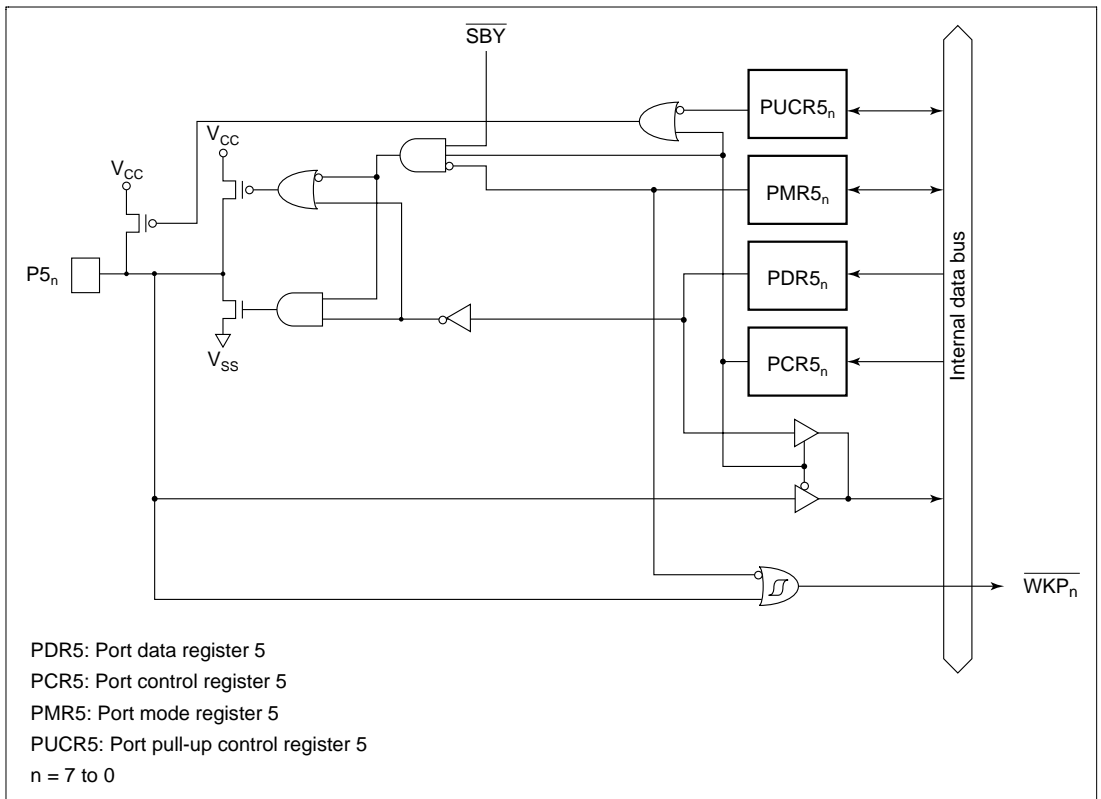 SBY
PUCR5n
VCC
VCC
VCC
PMR5n
P5n
PDR5n
VSS
PCR5n
Internal data bus
WKPn
PDR5: Port data register 5
PCR5: Port control register 5
PMR5: Port mode register 5
PUCR5: Port pull-up control register 5
n = 7 to 0